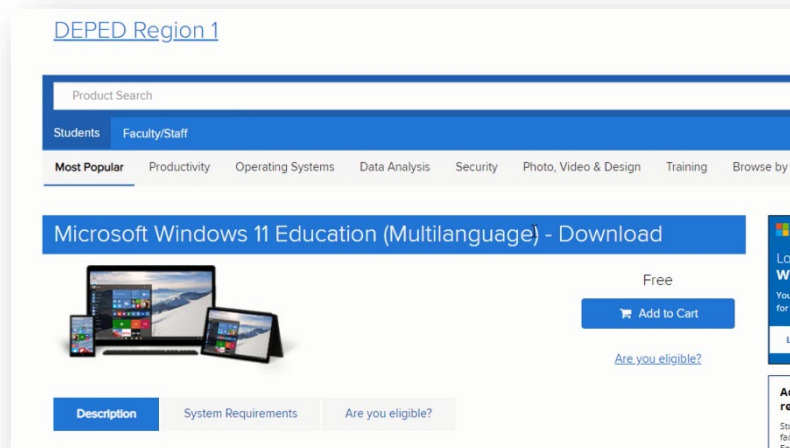 DEPED Region 1
Product Search
Students Faculty/Staff
Most Popular Productivity Operating Systems Data Analysis Security Photo, Video & Design Training Browse by
Microsoft Windows 11 Education (Multilanguage) - Download
Free
Add to Cart
Are you eligible?
Description System Requirements Are you eligible?